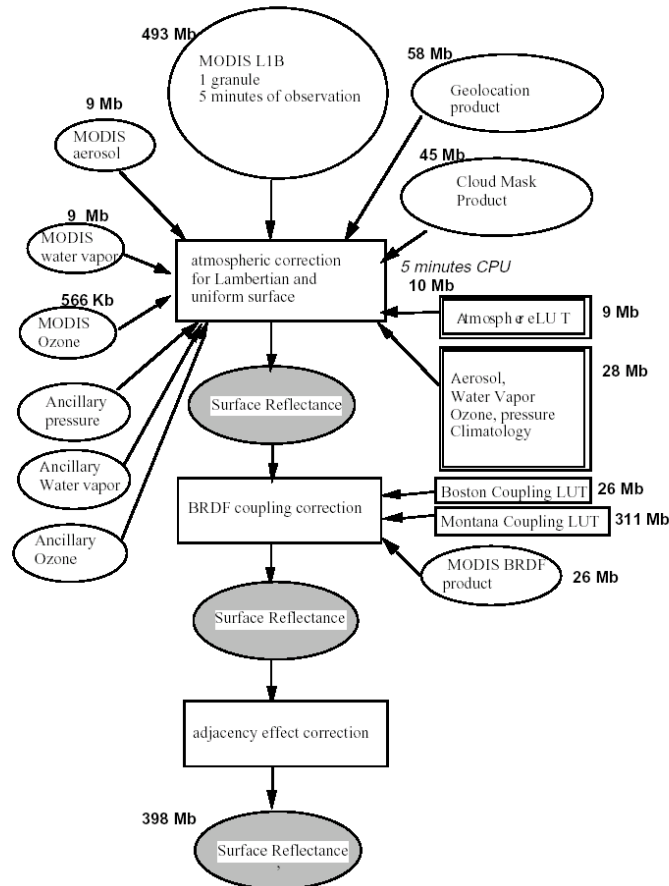 493 Mb
MODIS L1B
1 granule
5 minutes of observation
58 Mb
Geolocation
product
9 Mb
MODIS
aerosol
45 Mb
Cloud Mask
Product
9 Mb
MODIS
water vapor
atmospheric correction
for Lambertian and
uniform surface
5 minutes CPU
10 Mb
566 Kb
MODIS
Ozone
Atmosphere LUT
9 Mb
Aerosol,
Water Vapor
Ozone, pressure
Climatology
28 Mb
Surface Reflectance
Ancillary
pressure
Ancillary
Water vapor
Ancillary
Ozone
BRDF coupling correction
Boston Coupling LUT
26 Mb
Montana Coupling LUT
311 Mb
MODIS BRDF
product
26 Mb
Surface Reflectance
adjacency effect correction
398 Mb
Surface Reflectance
,